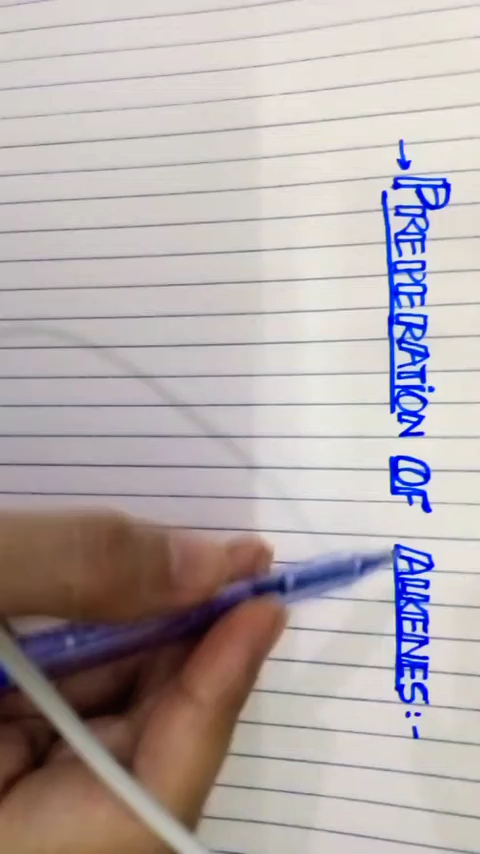 → PREPERATION OF ALKENES:-